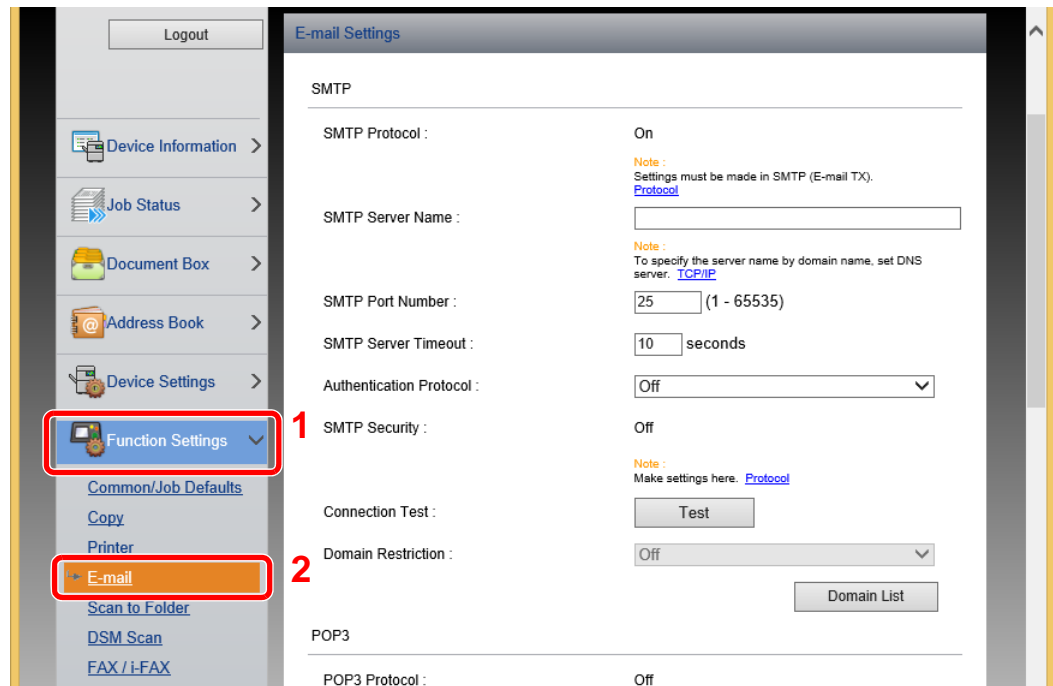 Logout
Device Information
Job Status
Document Box
Address Book
Device Settings
Function Settings
1
Common/Job Defaults
Copy
Printer
E-mail
2
Scan to Folder
DSM Scan
FAX / i-FAX
E-mail Settings
SMTP
SMTP Protocol : On
Note :
Settings must be made in SMTP (E-mail TX).
Protocol
SMTP Server Name :
Note :
To specify the server name by domain name, set DNS
server. TCP/IP
SMTP Port Number : 25 (1 - 65535)
SMTP Server Timeout : 10 seconds
Authentication Protocol : Off
SMTP Security : Off
Note :
Make settings here. Protocol
Connection Test : Test
Domain Restriction : Off
Domain List
POP3
POP3 Protocol : Off